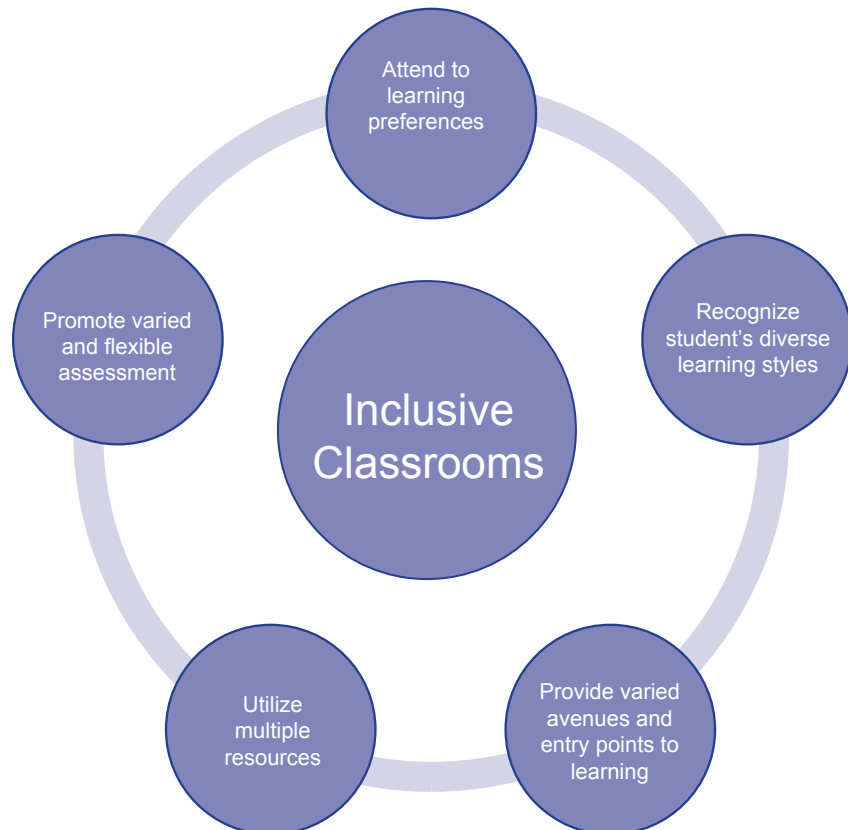 Attend to
learning
preferences
Recognize
student’s diverse
learning styles
Provide varied
avenues and
entry points to
learning
Utilize
multiple
resources
Promote varied
and flexible
assessment
Inclusive
Classrooms